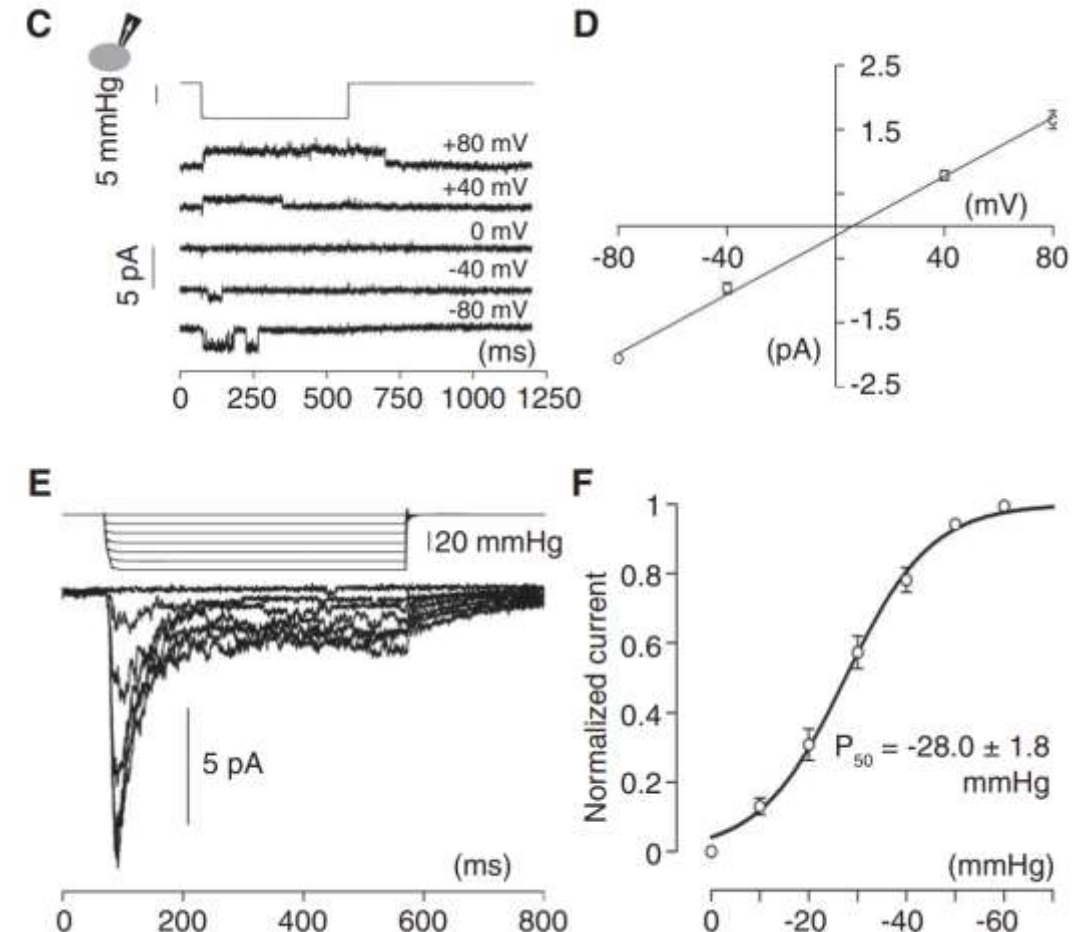 C
5 mmHg
+80 mV
+40 mV
0 mV
-40 mV
-80 mV
5 pA
(ms)
0 250 500 750 1000 1250
D
2.5
1.5
(mV)
-80 -40 40 80
-1.5
(pA)
-2.5
E
20 mmHg
5 pA
(ms)
0 200 400 600 800
F
Normalized current
1
0.8
0.6
0.4
0.2
0
P50 = -28.0 ± 1.8
mmHg
(mmHg)
0 -20 -40 -60